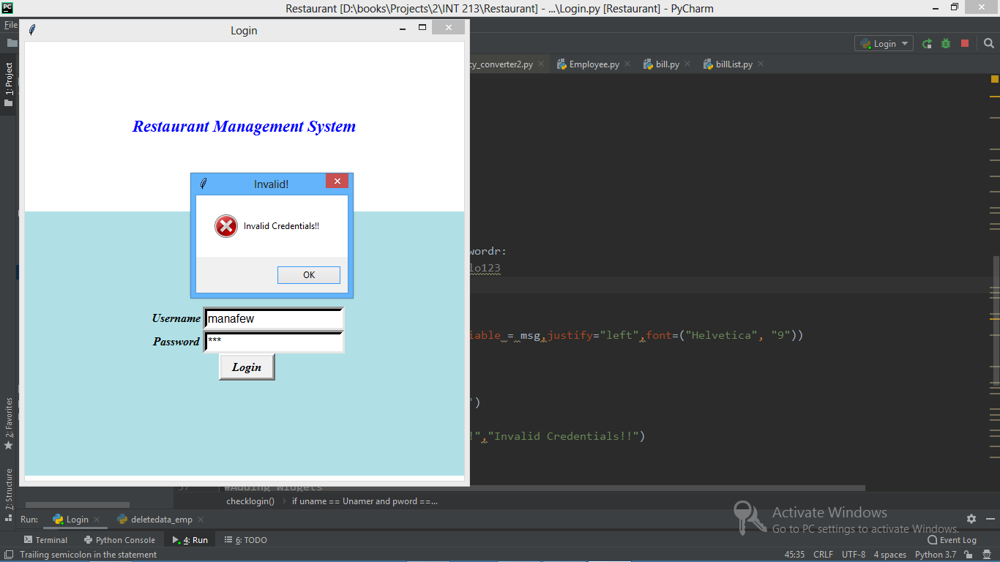 Restaurant [D:\books\Projects\2\INT 213\Restaurant] - ...\Login.py [Restaurant] - PyCharm
File
Login
Login
cy_converter2.py
Employee.py
bill.py
billList.py
1: Project
Restaurant Management System
Invalid!
Invalid Credentials!!
OK
wordr:
lo123
Username manafew
Password ***
Login
iable = msg,justify="left",font=("Helvetica", "9"))
')
!","Invalid Credentials!!")
2: Favorites
7: Structure
57 #Adding Widgets
checklogin() › if uname == Unamer and pword ==...
Run: Login deletedata_emp
Activate Windows
Go to PC settings to activate Windows.
Terminal Python Console 4: Run 6: TODO Event Log
Trailing semicolon in the statement 45:35 CRLF UTF-8 4 spaces Python 3.7